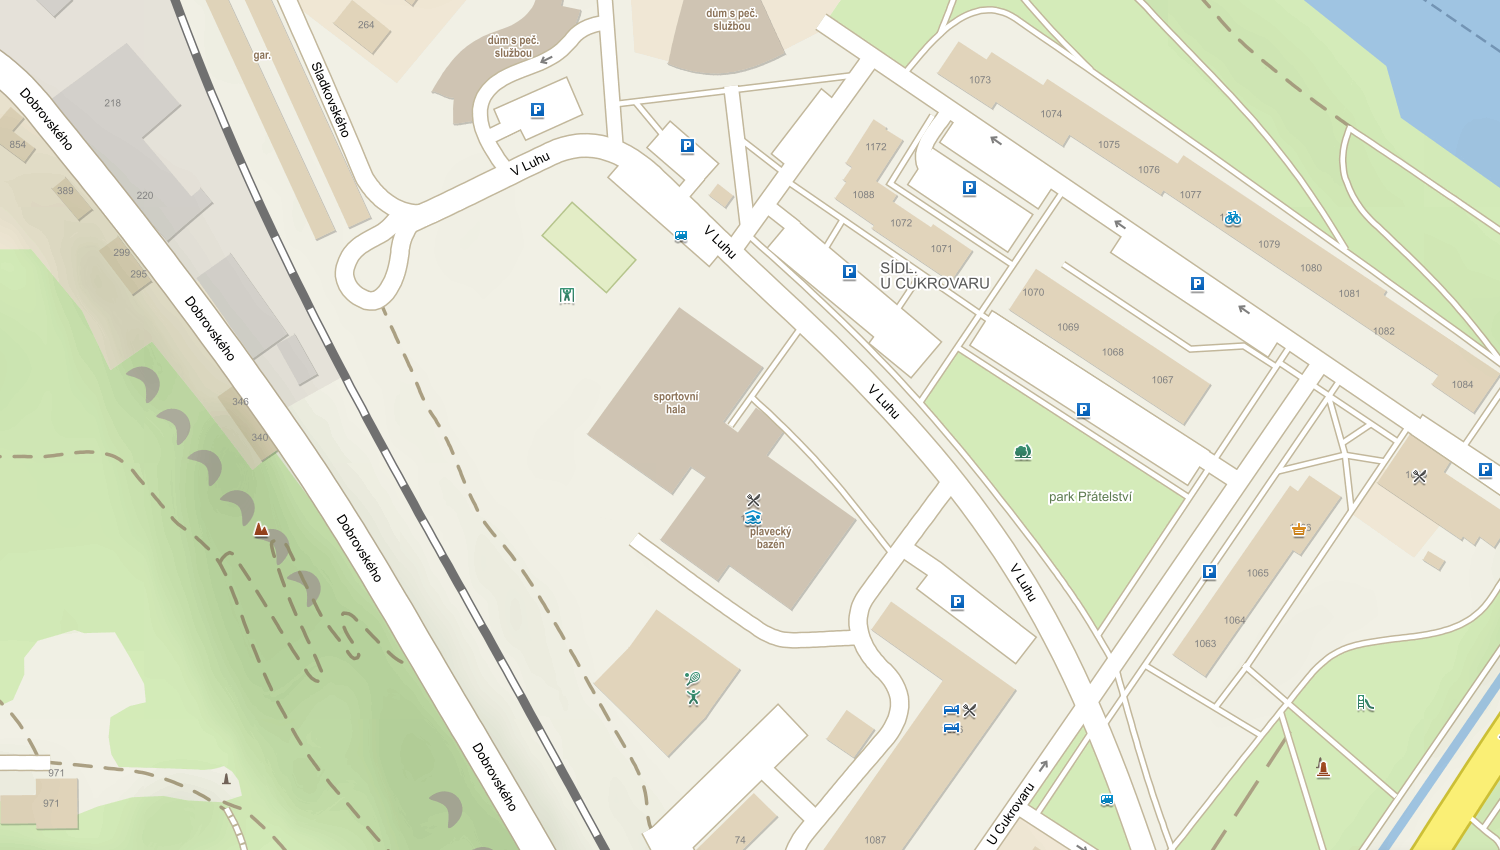 dům s peč.
službou
264
dům s peč.
službou
gar.
Sladkovského
1073
218
P
1074
Dobrovského
854
P
1172
1075
V Luhu
1076
389
220
P
1088
1077
1072
V Luhu
1071
1079
299
295
P
SÍDL.
U CUKROVARU
1080
P
1070
1081
Dobrovského
1069
1082
1068
1067
1084
346
sportovní
hala
V Luhu
P
340
P
park Přátelství
Dobrovského
plavecký
bazén
V Luhu
P
1065
P
1064
1063
Dobrovského
971
971
U Cukrovaru
74
1087